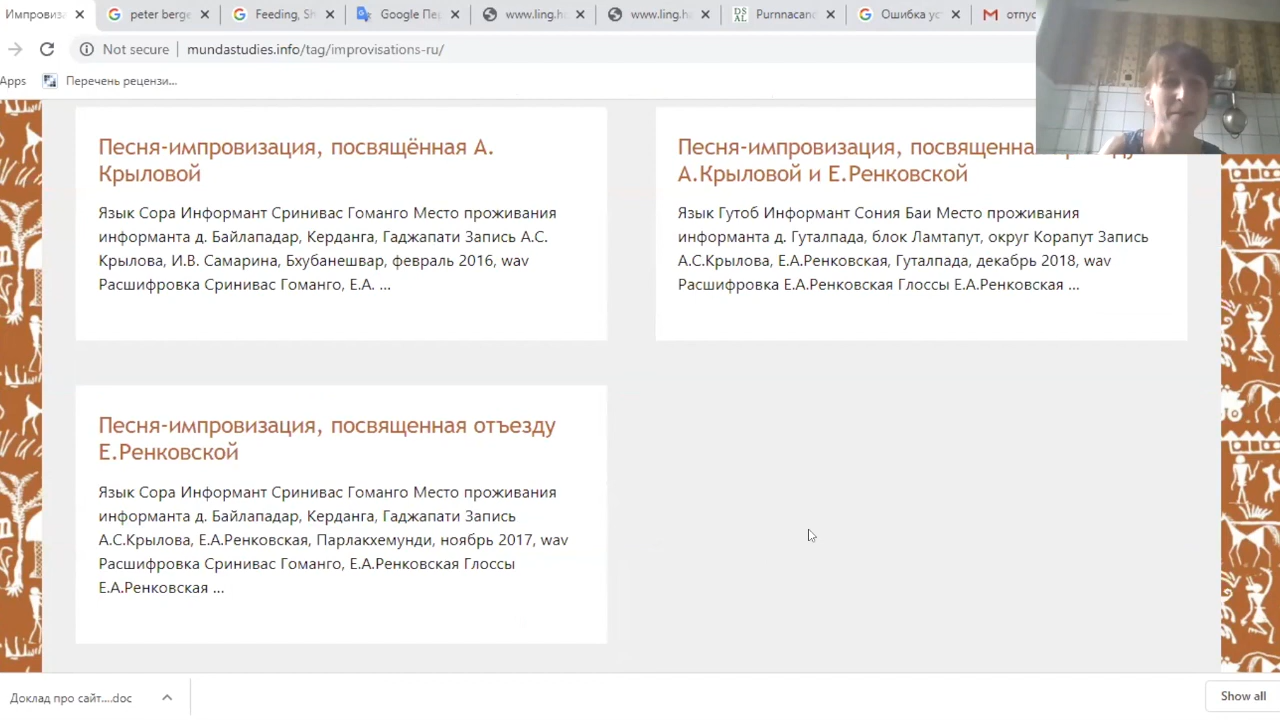 Импровиз
peter berge
Feeding, Sh
Google Пе
www.ling.h
www.ling.h
DSAL
Purnnacand
Ошибка ус
отпус
Not secure
mundastudies.info/tag/improvisations-ru/
Apps
Перечень рецензи...
Песня-импровизация, посвящённая А.
Крыловой
Язык Сора Информант Сринивас Гоманго Место проживания
информанта д. Байлападар, Керданга, Гаджапати Запись А.С.
Крылова, И.В. Самарина, Бхубанешвар, февраль 2016, wav
Расшифровка Сринивас Гоманго, Е.А. ...
Песня-импровизация, посвященная
А.Крыловой и Е.Ренковской
Язык Гутоб Информант Сония Баи Место проживания
информанта д. Гуталпада, блок Ламтапут, округ Корапут Запись
А.С.Крылова, Е.А.Ренковская, Гуталпада, декабрь 2018, wav
Расшифровка Е.А.Ренковская Глоссы Е.А.Ренковская ...
Песня-импровизация, посвященная отъезду
Е.Ренковской
Язык Сора Информант Сринивас Гоманго Место проживания
информанта д. Байлападар, Керданга, Гаджапати Запись
А.С.Крылова, Е.А.Ренковская, Парлакхемунди, ноябрь 2017, wav
Расшифровка Сринивас Гоманго, Е.А.Ренковская Глоссы
Е.А.Ренковская ...
Доклад про сайт....doc
Show all